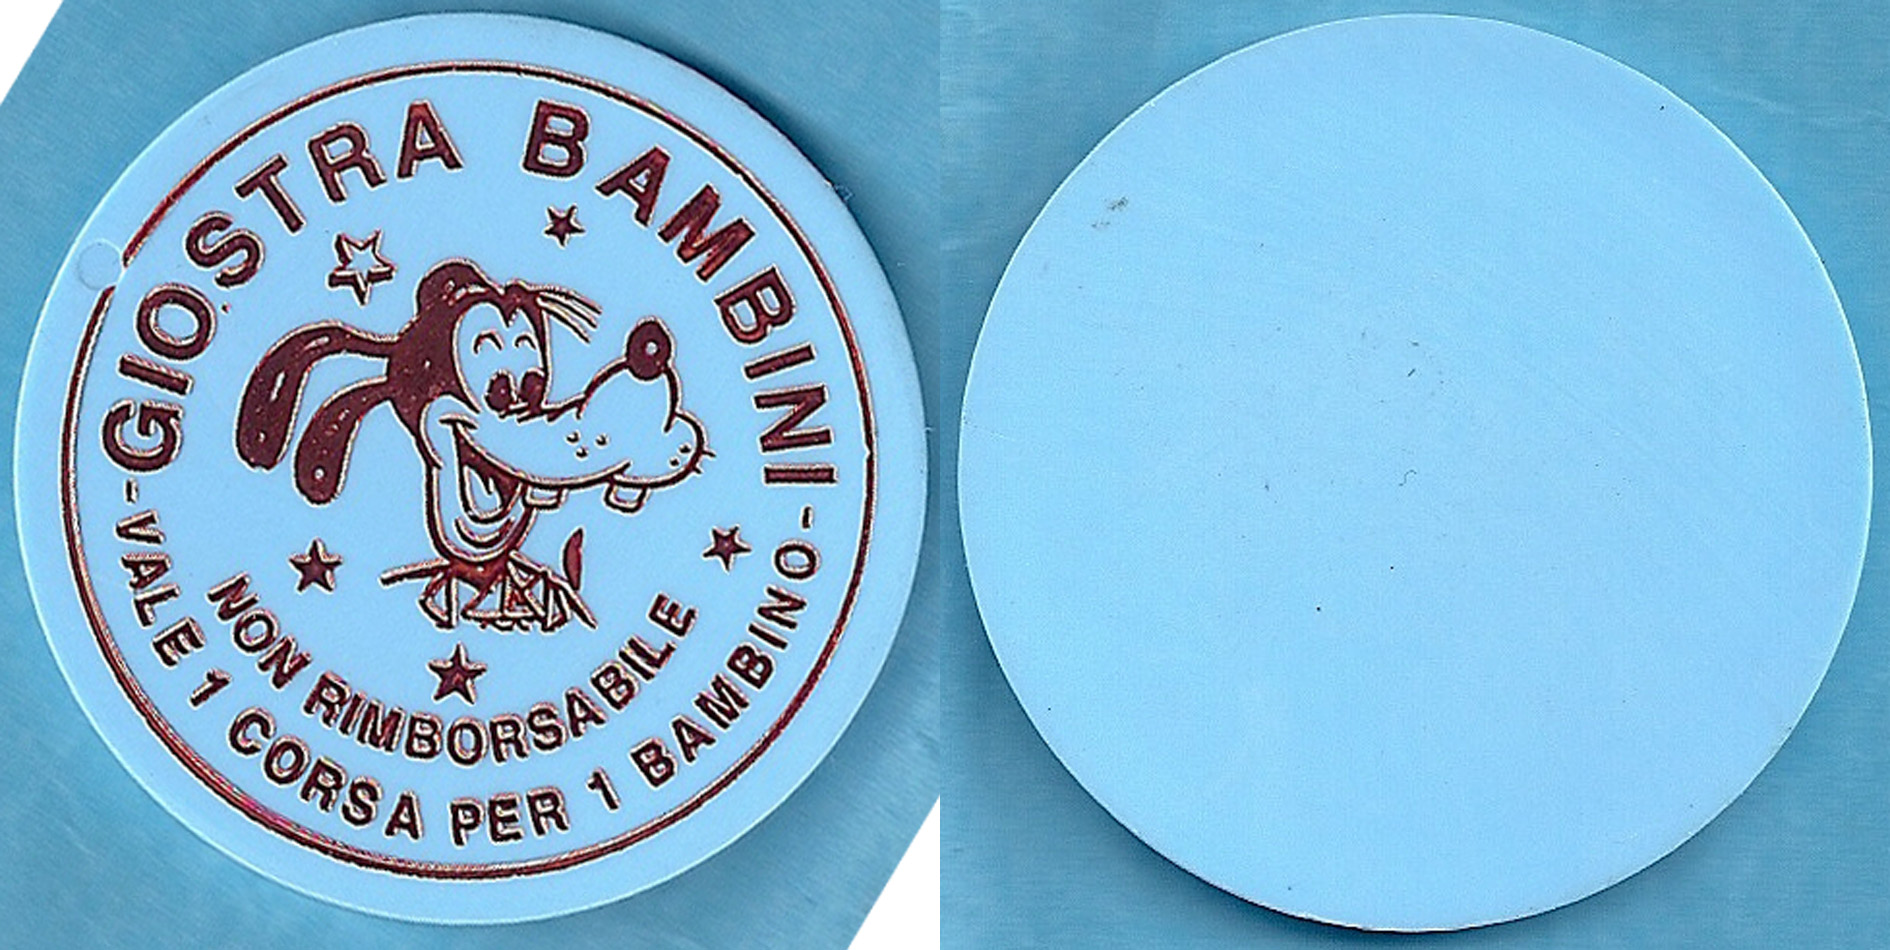 GIOSTRA BAMBINI
-VALE 1 CORSA PER 1 BAMBINO-
NON RIMBORSABILE